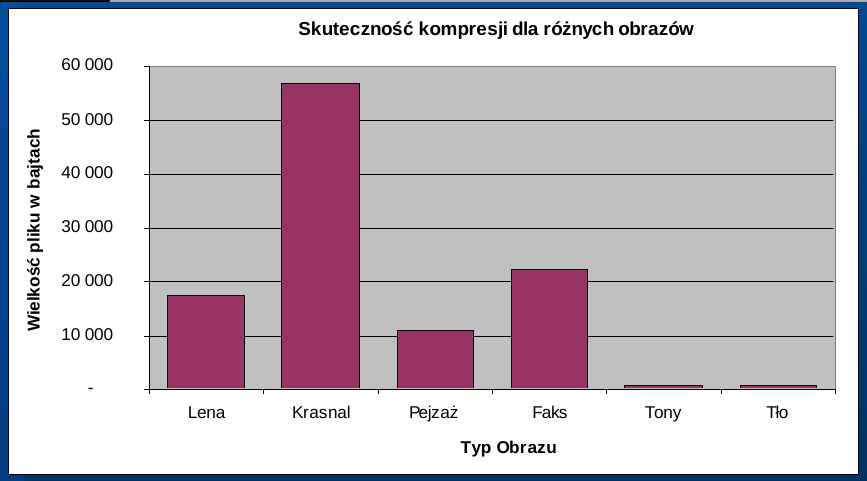 Skuteczność kompresji dla różnych obrazów
Wielkość pliku w bajtach
60 000
50 000
40 000
30 000
20 000
10 000
-
Lena Krasnal Pejzaż Faks Tony Tło
Typ Obrazu